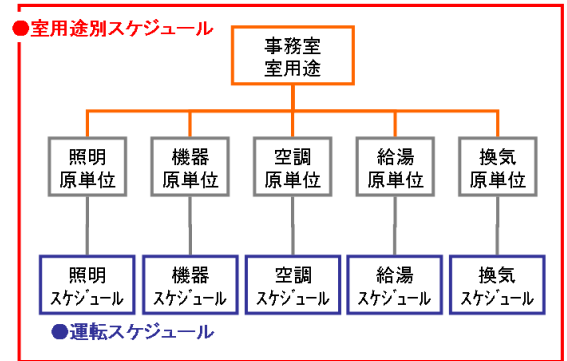 ●室用途別スケジュール
事務室
室用途
照明
原単位
機器
原単位
空調
原単位
給湯
原単位
換気
原単位
照明
スケジュール
機器
スケジュール
空調
スケジュール
給湯
スケジュール
換気
スケジュール
●運転スケジュール